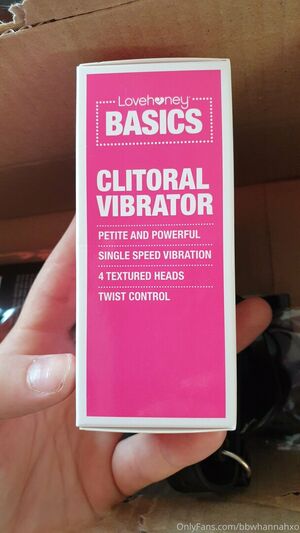 Lovehoney
BASICS
CLITORAL
VIBRATOR
PETITE AND POWERFUL
SINGLE SPEED VIBRATION
4 TEXTURED HEADS
TWIST CONTROL
OnlyFans.com/bbwhannahxo